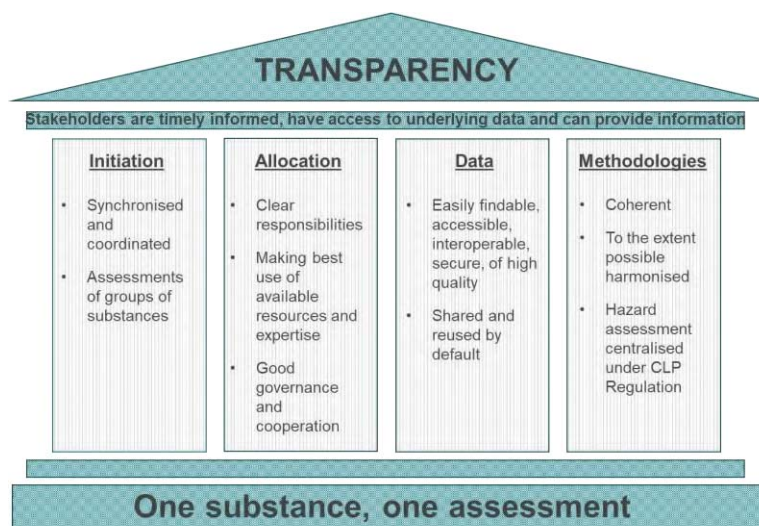 TRANSPARENCY
Stakeholders are timely informed, have access to underlying data and can provide information
Initiation
• Synchronised
and
coordinated
• Assessments
of groups of
substances
Allocation
• Clear
responsibilities
• Making best
use of
available
resources and
expertise
• Good
governance
and
cooperation
Data
• Easily findable,
accessible,
interoperable,
secure, of high
quality
• Shared and
reused by
default
Methodologies
• Coherent
• To the extent
possible
harmonised
• Hazard
assessment
centralised
under CLP
Regulation
One substance, one assessment